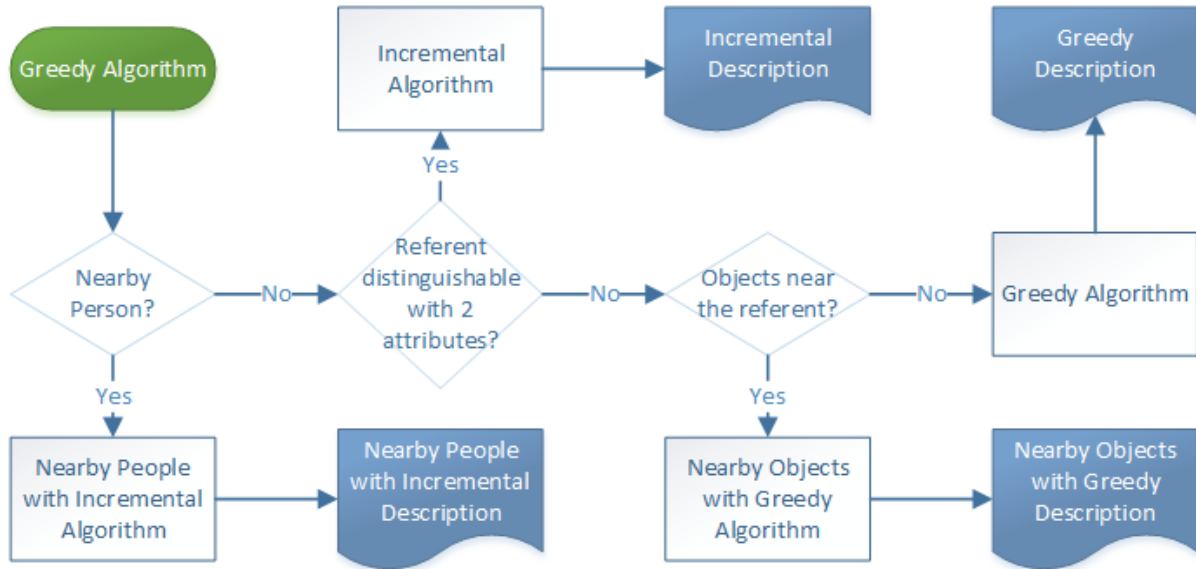 Greedy Algorithm
Incremental
Algorithm
Incremental
Description
Greedy
Description
Yes
Nearby
Person?
No
Referent
distinguishable
with 2
attributes?
No
Objects near
the referent?
No
Greedy Algorithm
Yes
Yes
Nearby People
with Incremental
Algorithm
Nearby People
with Incremental
Description
Nearby Objects
with Greedy
Algorithm
Nearby Objects
with Greedy
Description